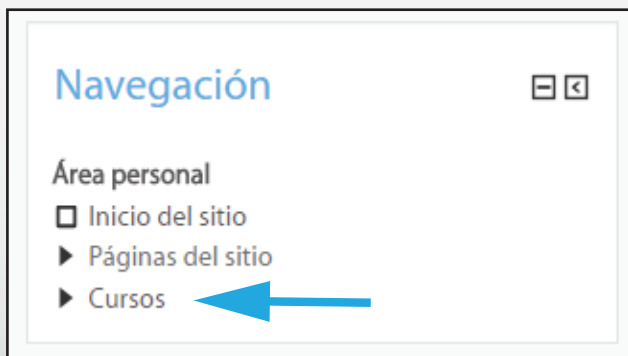 Navegación
Área personal
Inicio del sitio
Páginas del sitio
Cursos